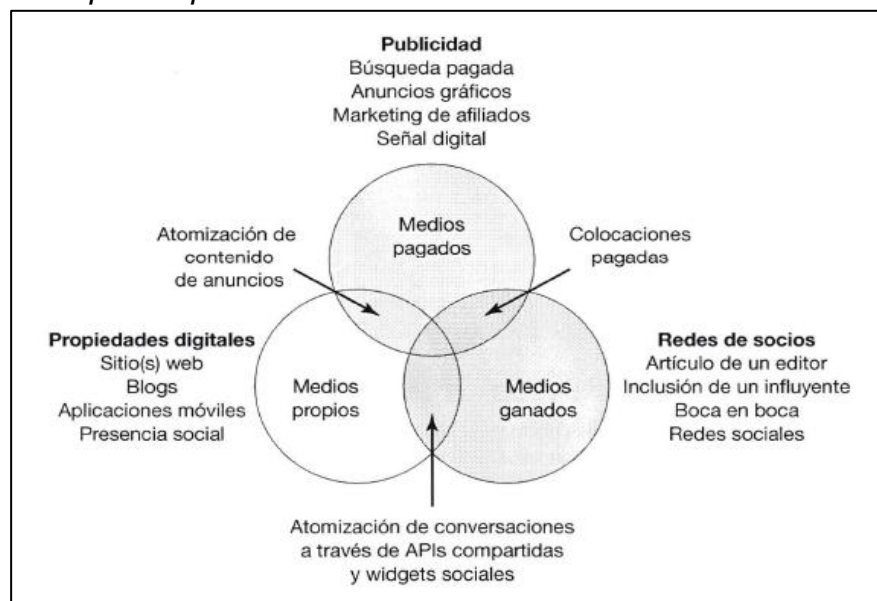 Publicidad
Búsqueda pagada
Anuncios gráficos
Marketing de afiliados
Señal digital
Medios
pagados
Atomización de
contenido
de anuncios
Colocaciones
pagadas
Propiedades digitales
Sitio(s) web
Blogs
Aplicaciones móviles
Presencia social
Medios
propios
Medios
ganados
Redes de socios
Artículo de un editor
Inclusión de un influyente
Boca en boca
Redes sociales
Atomización de conversaciones
a través de APIs compartidas
y widgets sociales